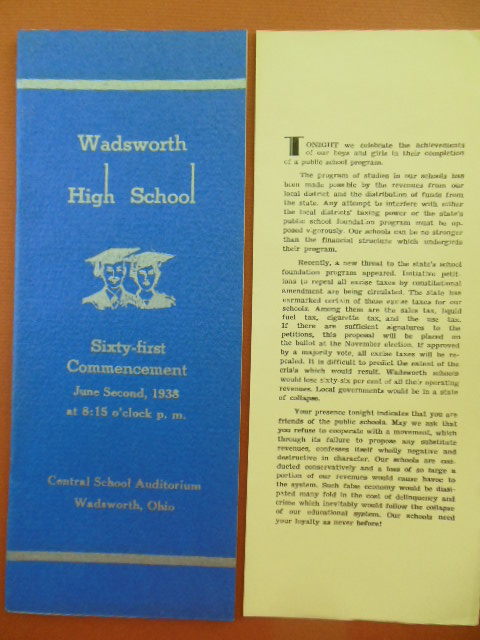 Wadsworth
High School
Sixty-first
Commencement
June Second, 1938
at 8:15 o'clock p. m.
Central School Auditorium
Wadsworth, Ohio
TONIGHT we celebrate the achievements
of our boys and girls in their completion
of a public school program.
The program of studies in our schools has
been made possible by the revenues from our
local district and the distribution of funds from
the state. Any attempt to interfere with either
the local districts' taxing power or the state's
public school foundation program must be op-
posed vigorously. Our schools can be no stronger
than the financial structure which undergirds
their program.
Recently, a new threat to the state's school
foundation program appeared. Initiative petit-
ions to repeal all excise taxes by constitutional
amendment are being circulated. The state has
earmarked certain of these excise taxes for our
schools. Among these are the sales tax, liquid
fuel tax, cigarette tax, and the use tax.
If there are sufficient signatures to the
petitions, this proposal will be placed on
the ballot at the November election. If approved
by a majority vote, all excise taxes will be re-
pealed. It is difficult to predict the extent of the
crisis which would result. Wadsworth schools
would lose sixty-six per cent of all their operating
revenues. Local governments would be in a state
of collapse.
Your presence tonight indicates that you are
friends of the public schools. May we ask that
you refuse to cooperate with a movement, which
through its failure to propose any substitute
revenues, confesses itself wholly negative and
destructive in character. Our schools are con-
ducted conservatively and a loss of so large a
portion of our revenues would cause havoc to
the system. Such false economy would be dissi-
pated many fold in the cost of delinquency and
crime which inevitably would follow the collapse
of our educational system. Our schools need
your loyalty as never before!